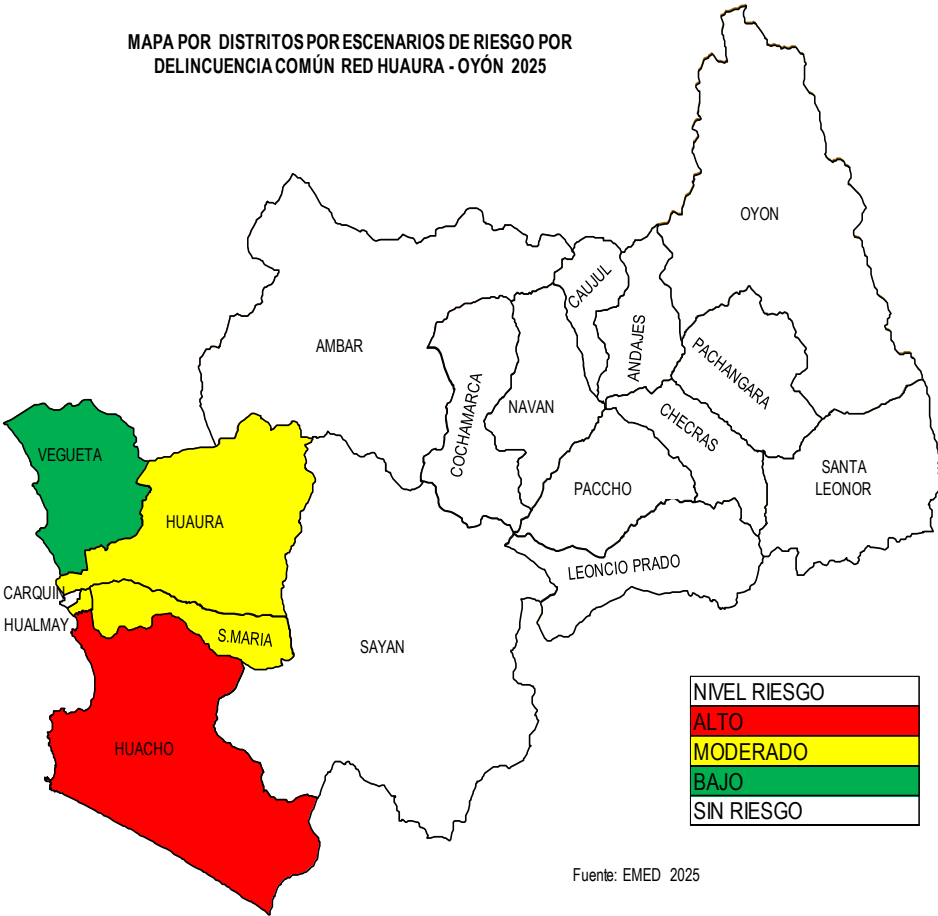 MAPA POR DISTRITOS POR ESCENARIOS DE RIESGO POR
DELINCUENCIA COMÚN RED HUAURA - OYÓN 2025
OYON
CAUJUL
ANDAJES
AMBAR
PACHANGARA
COCHAMARCA
NAVAN
CHECRAS
VEGUETA
SANTA
LEONOR
PACCHO
HUAURA
LEONCIO PRADO
CARQUIN
HUALMAY
S.MARIA
SAYAN
HUACHO
NIVEL RIESGO
ALTO
MODERADO
BAJO
SIN RIESGO
Fuente: EMED 2025